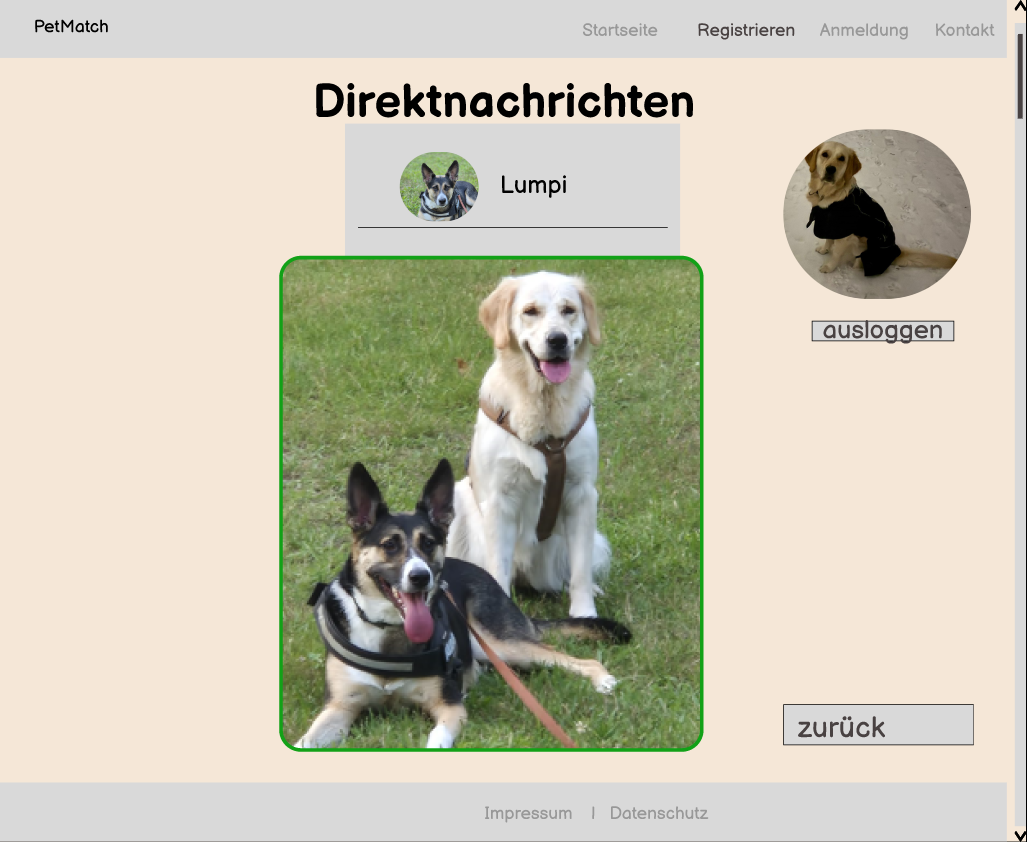 PetMatch
Startseite Registrieren Anmeldung Kontakt
Direktnachrichten
Lumpi
ausloggen
zurück
Impressum | Datenschutz